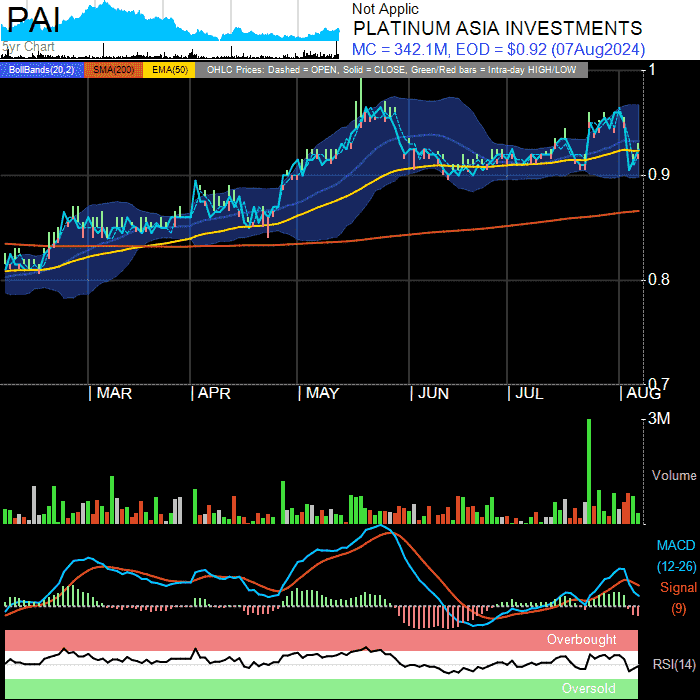 PAI
5yr Chart
Not Applic
PLATINUM ASIA INVESTMENTS
MC = 342.1M, EOD = $0.92 (07Aug2024)
BollBands(20,2) SMA(200) EMA(50) OHLC Prices: Dashed = OPEN, Solid = CLOSE, Green/Red bars = Intra-day HIGH/LOW
1
0.9
0.8
0.7
MAR APR MAY JUN JUL AUG
3M
Volume
MACD
(12-26)
Signal
(9)
Overbought
RSI(14)
Oversold